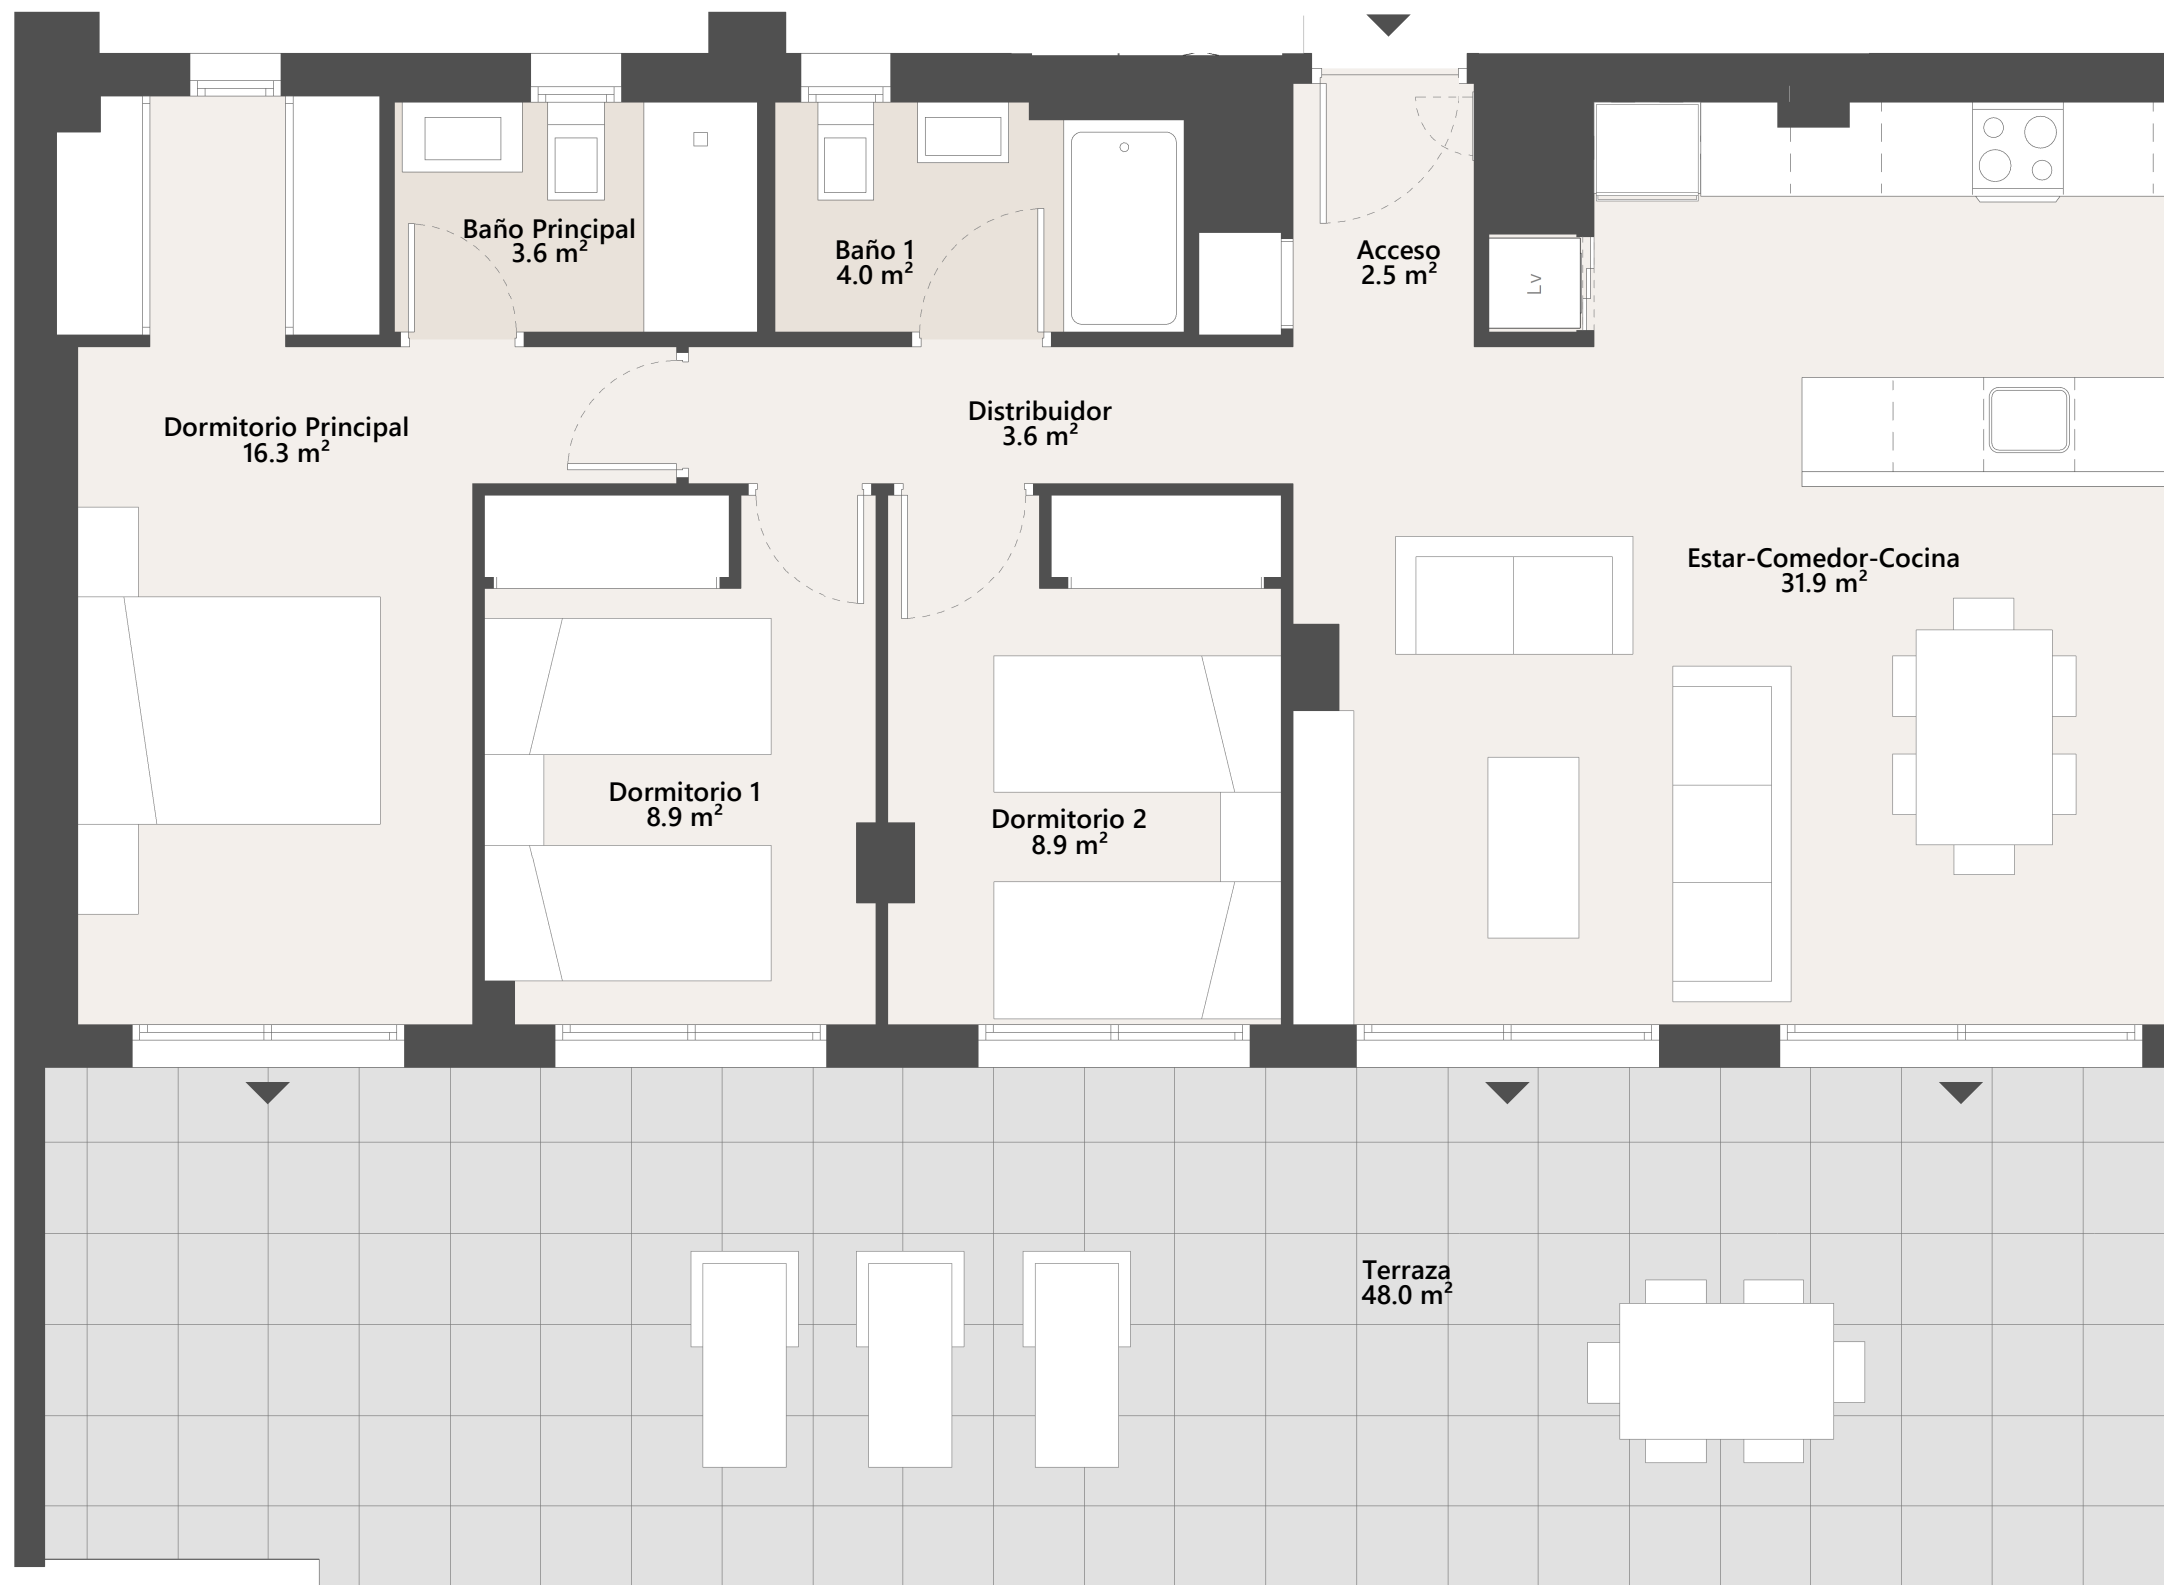 Baño Principal
3.6 m²
Baño 1
4.0 m²
Acceso
2.5 m²
Lv
Dormitorio Principal
16.3 m²
Distribuidor
3.6 m²
Estar-Comedor-Cocina
31.9 m²
Dormitorio 1
8.9 m²
Dormitorio 2
8.9 m²
Terraza
48.0 m²